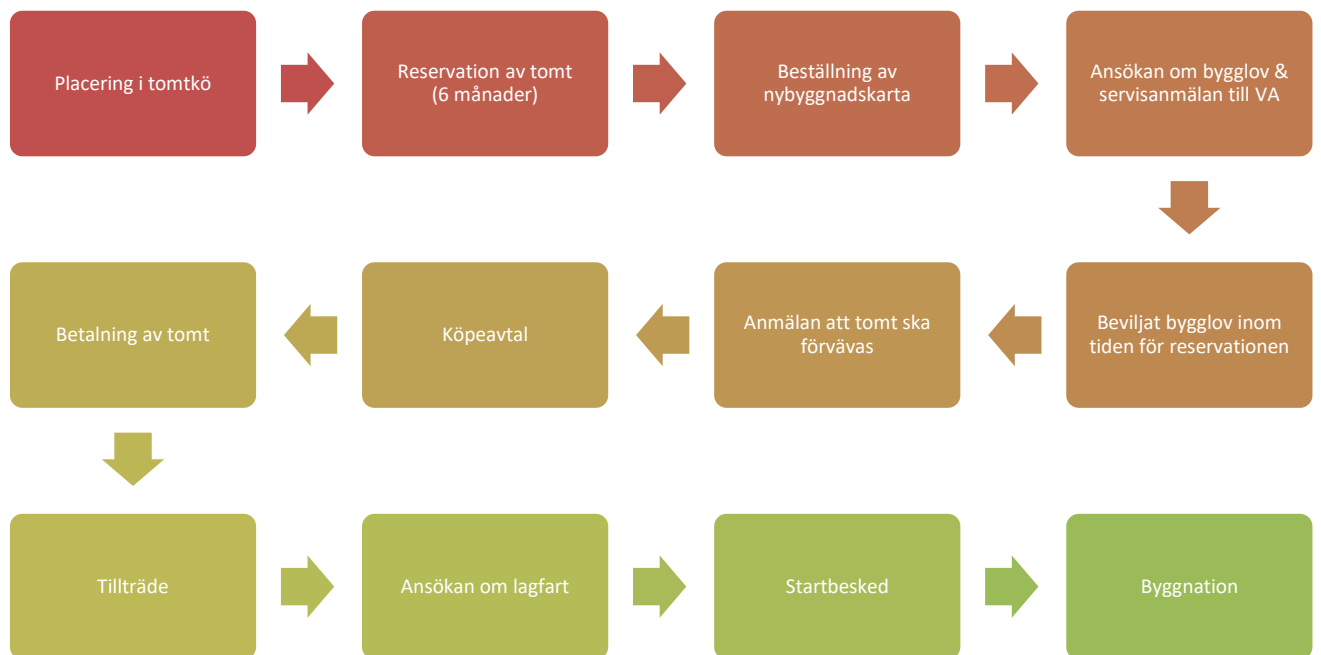 Placering i tomtkö
Reservation av tomt
(6 månader)
Beställning av
nybyggnadskarta
Ansökan om bygglov &
servisanmälan till VA
Beviljat bygglov inom
tiden för reservationen
Anmälan att tomt ska
förvävas
Köpeavtal
Betalning av tomt
Tillträde
Ansökan om lagfart
Startbesked
Byggnation